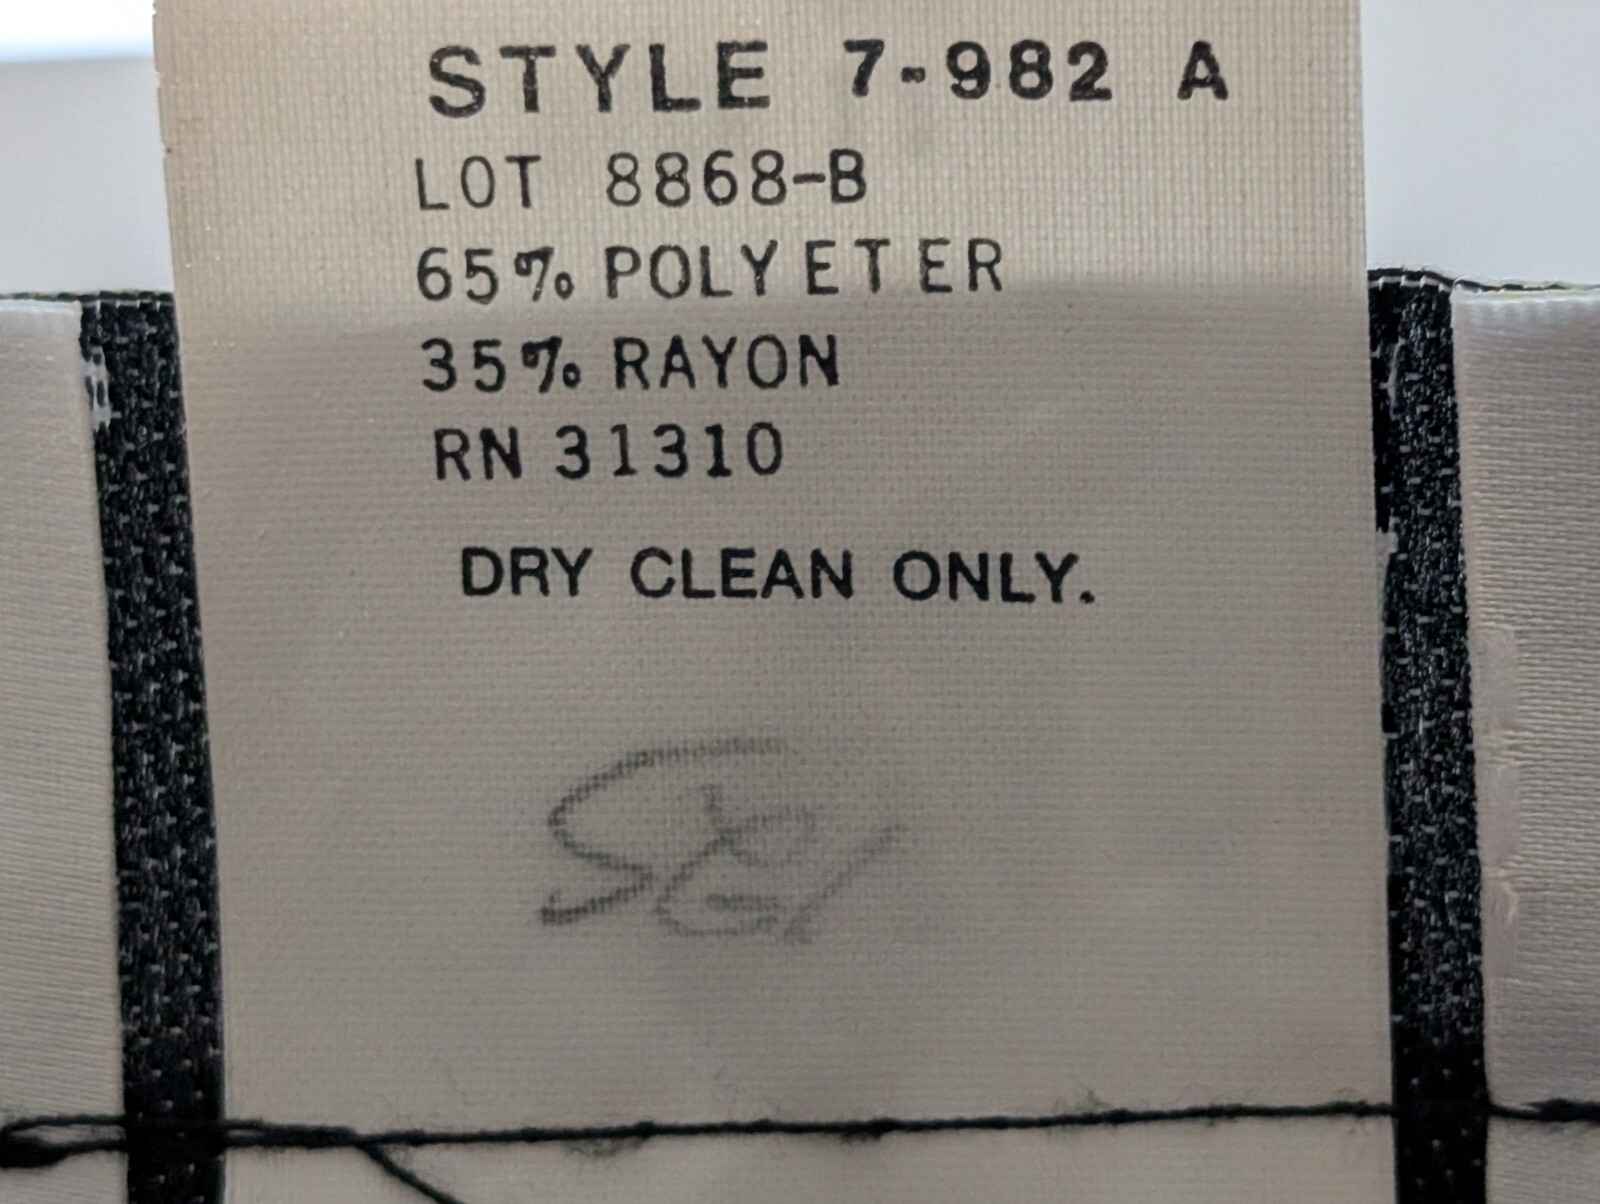 STYLE 7-982 A
LOT 8868-B
65% POLYETER
35% RAYON
RN 31310
DRY CLEAN ONLY.